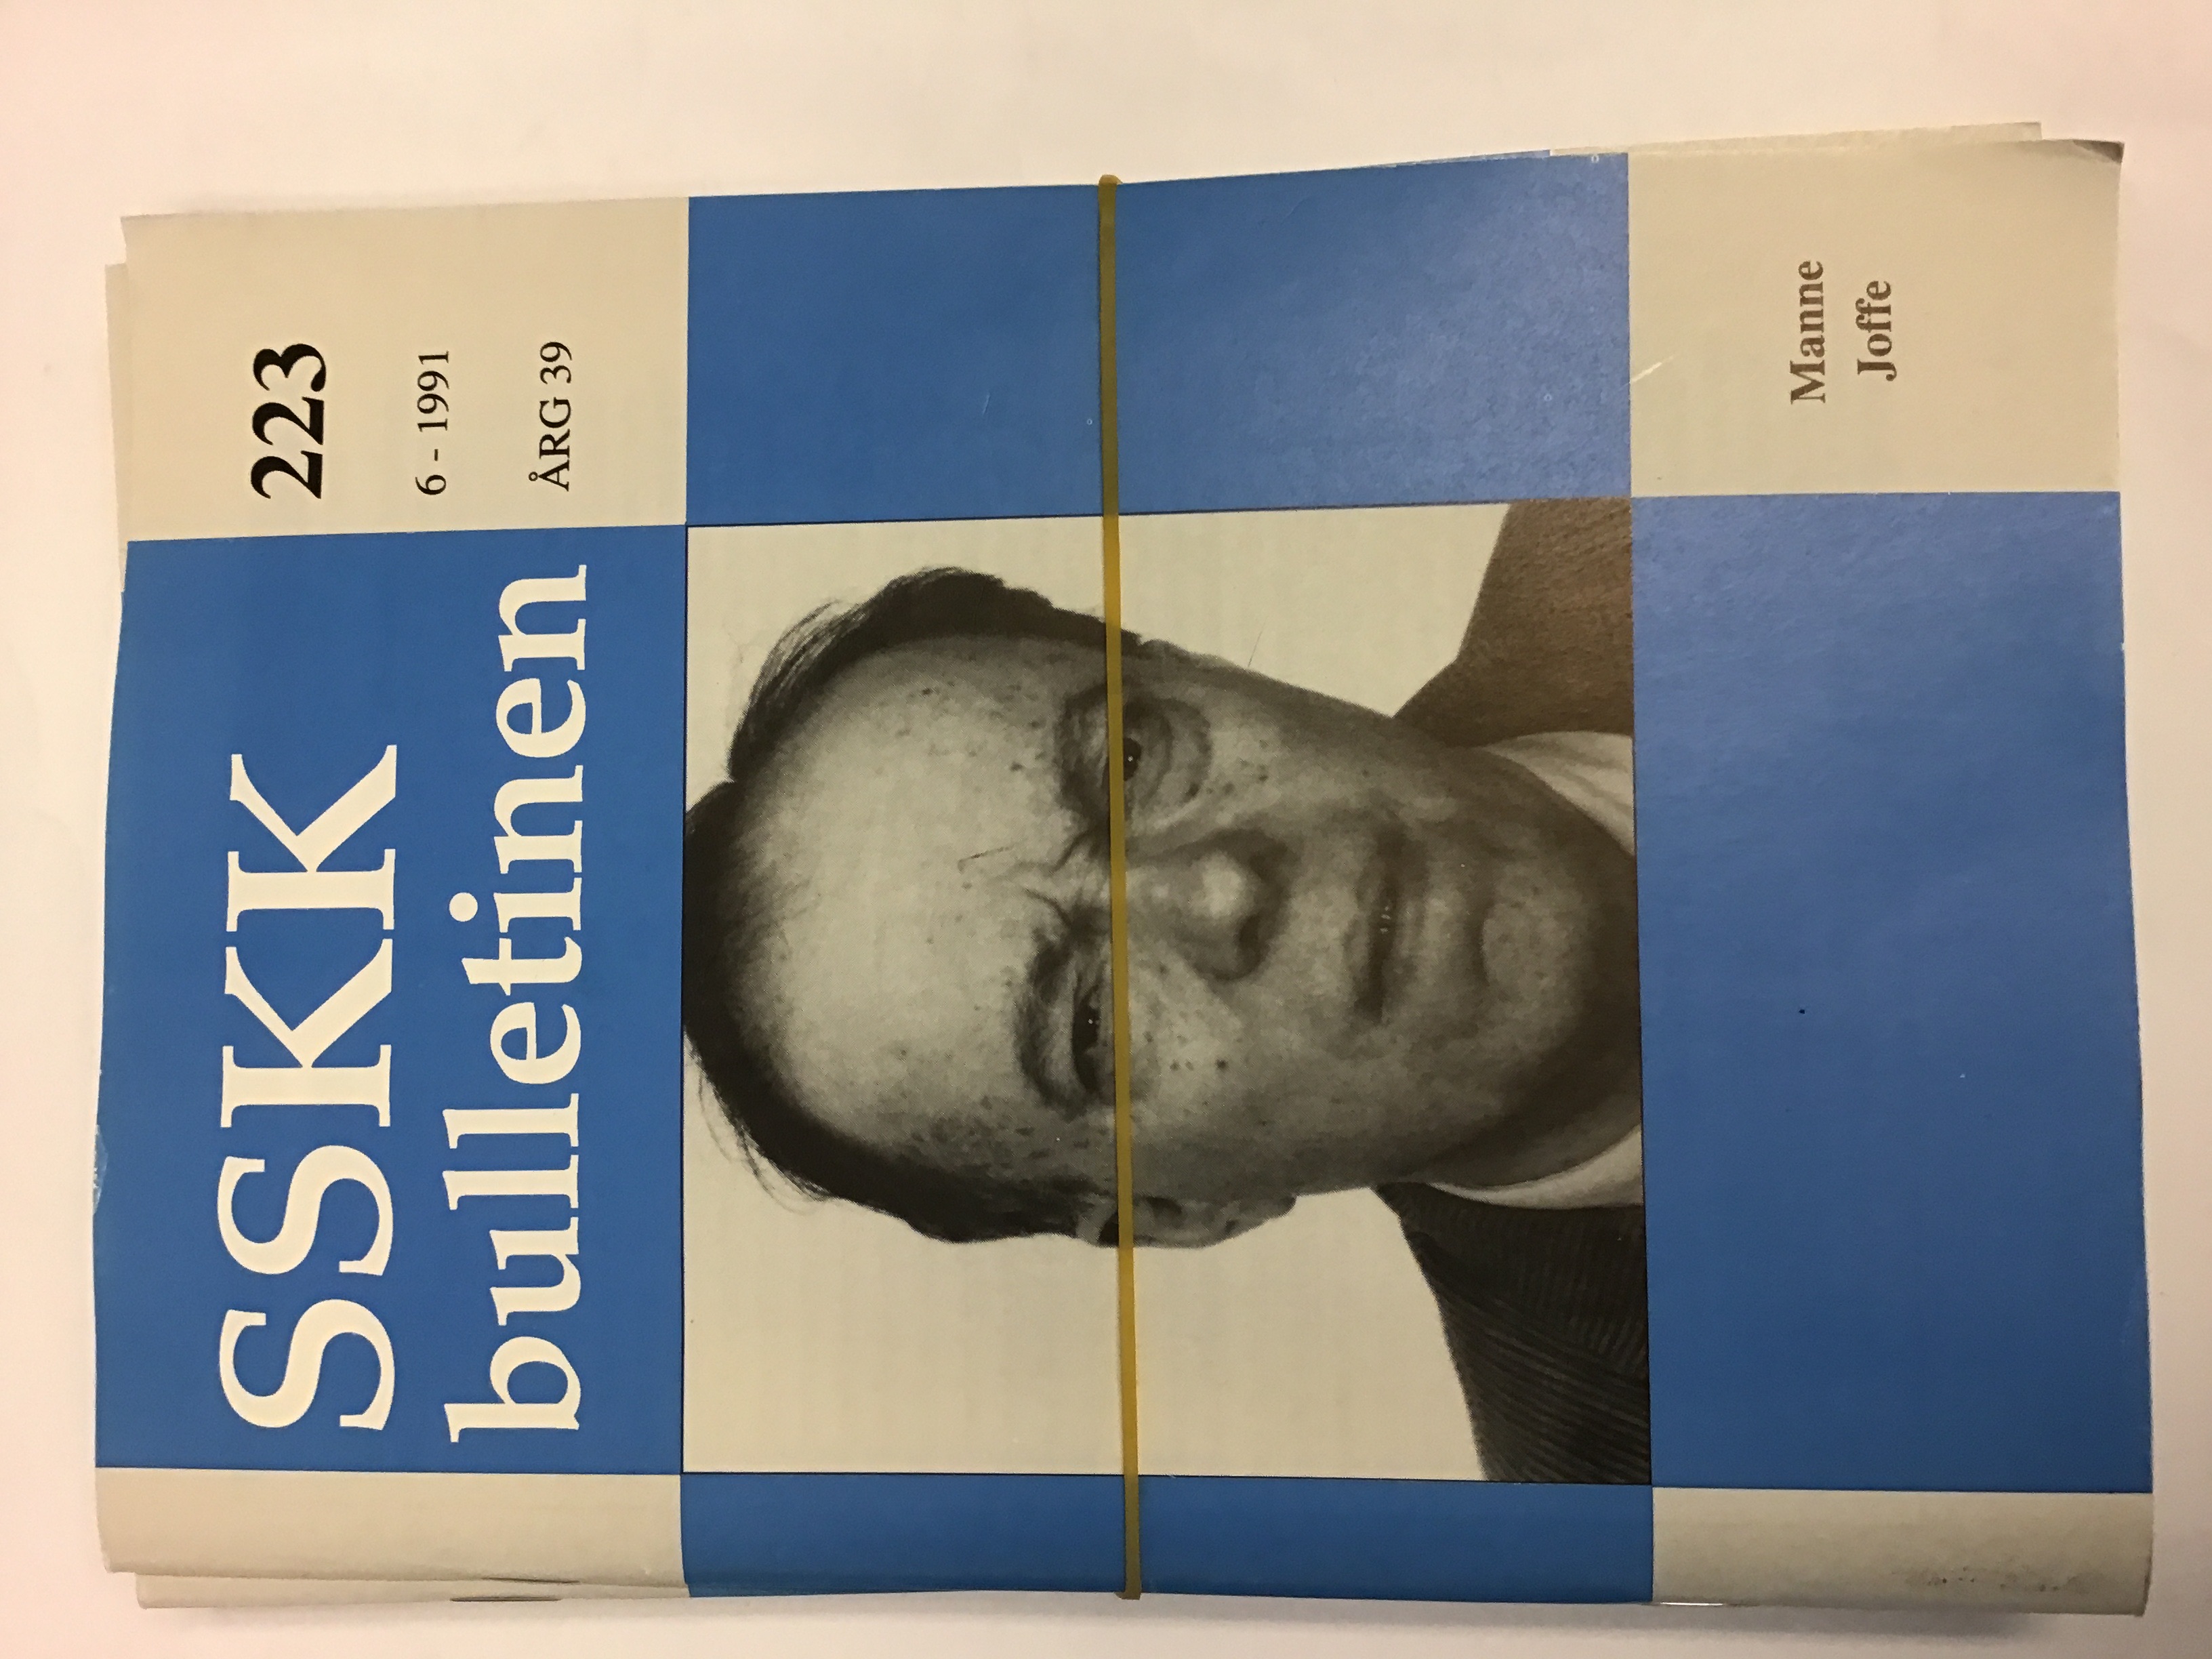 SSKK
bulletinen
223
6 - 1991
ÅRG 39
Manne
Joffe